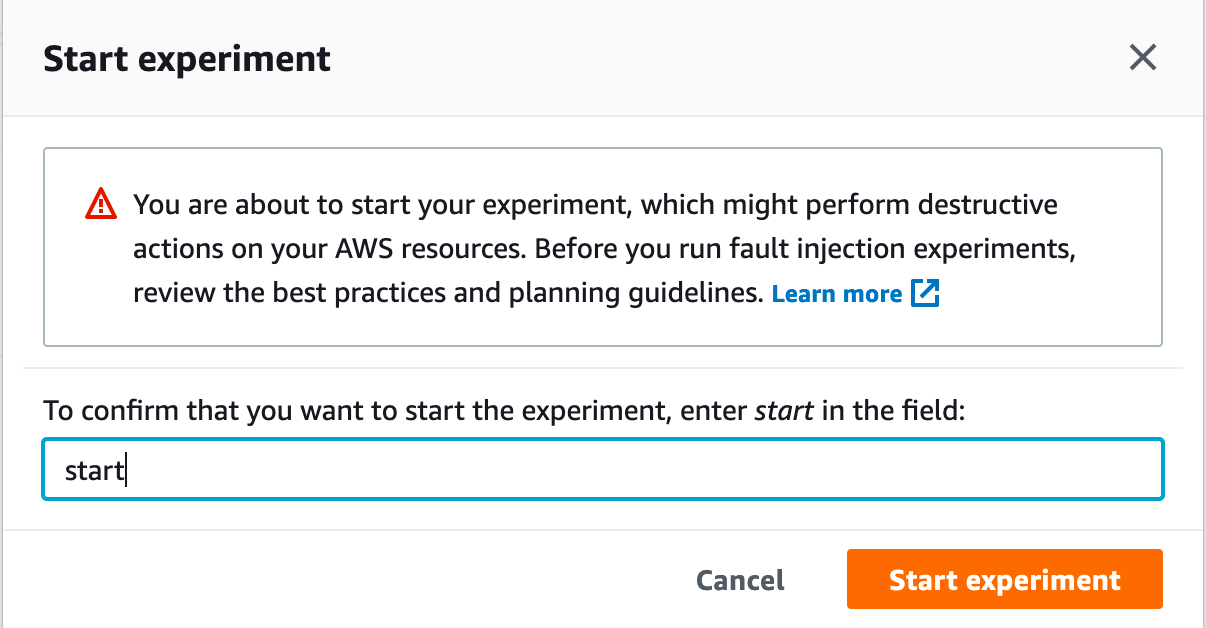 Start experiment
You are about to start your experiment, which might perform destructive
actions on your AWS resources. Before you run fault injection experiments,
review the best practices and planning guidelines. Learn more
To confirm that you want to start the experiment, enter start in the field:
start
Cancel
Start experiment